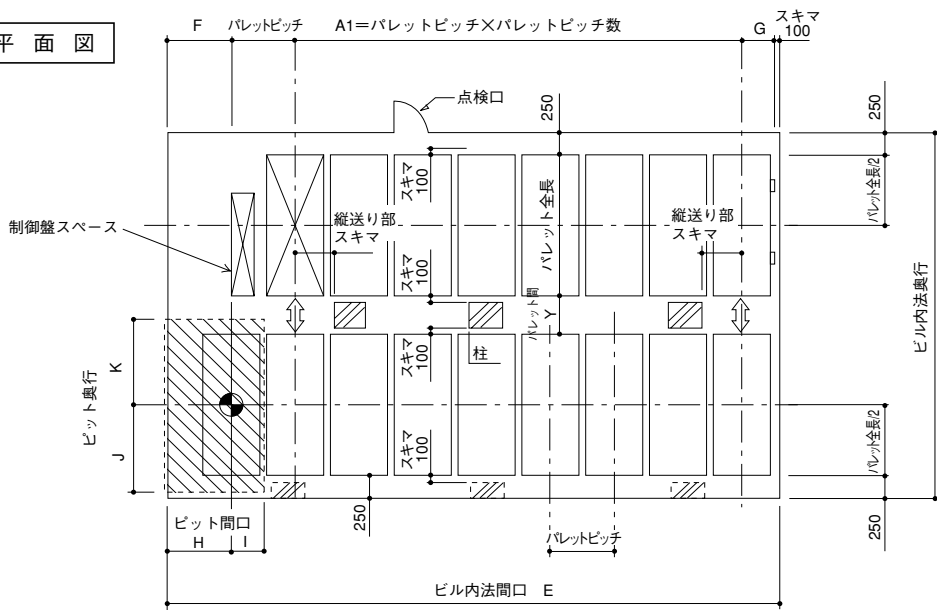 平 面 図
F
パレットピッチ
A1=パレットピッチ×パレットピッチ数
G
スキマ
100
点検口
250
250
スキマ
100
パレット全長
パレット全長/2
制御盤スペース
縦送り部
スキマ
縦送り部
スキマ
スキマ
100
パレット間
Y
ビル内法奥行
K
ピット奥行
J
柱
スキマ
100
スキマ
100
パレット全長/2
250
250
ピット間口
H
I
パレットピッチ
ビル内法間口 E